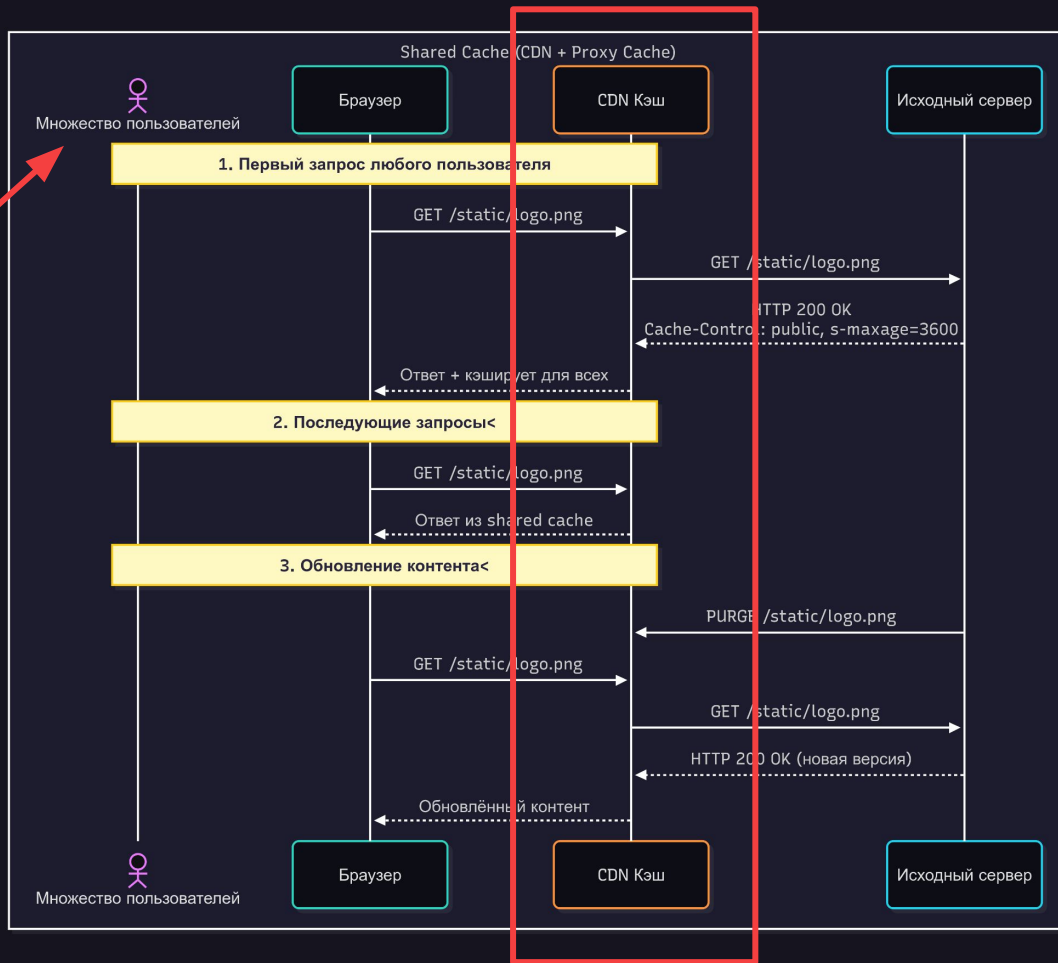 Shared Cache (CDN + Proxy Cache)
Множество пользователей
Браузер
CDN Кэш
Исходный сервер
1. Первый запрос любого пользователя
GET /static/logo.png
GET /static/logo.png
HTTP 200 OK
Cache-Control: public, s-maxage=3600
Ответ + кэширует для всех
2. Последующие запросы<
GET /static/logo.png
Ответ из shared cache
3. Обновление контента<
PURGE /static/logo.png
GET /static/logo.png
GET /static/logo.png
HTTP 200 OK (новая версия)
Обновлённый контент
Множество пользователей
Браузер
CDN Кэш
Исходный сервер